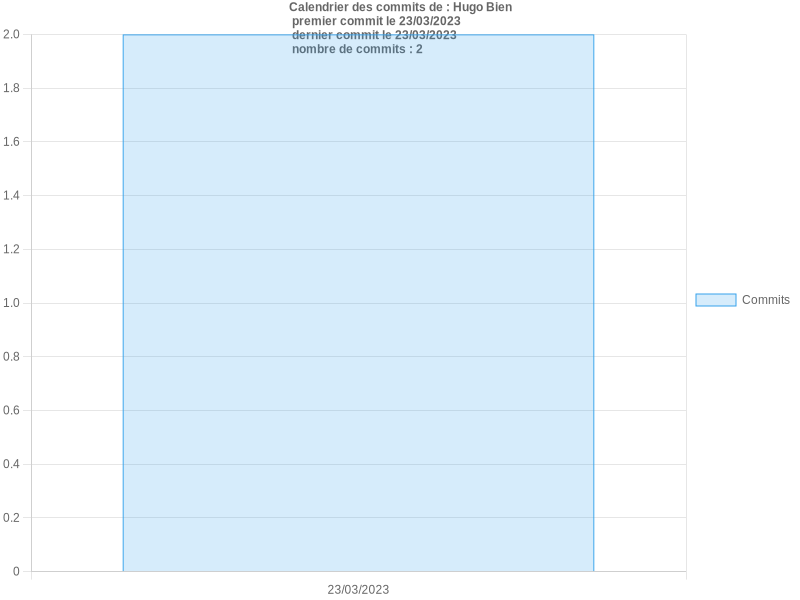 Calendrier des commits de : Hugo Bien
premier commit le 23/03/2023
dernier commit le 23/03/2023
nombre de commits : 2
2.0
1.8
1.6
1.4
1.2
1.0
0.8
0.6
0.4
0.2
0
23/03/2023
Commits